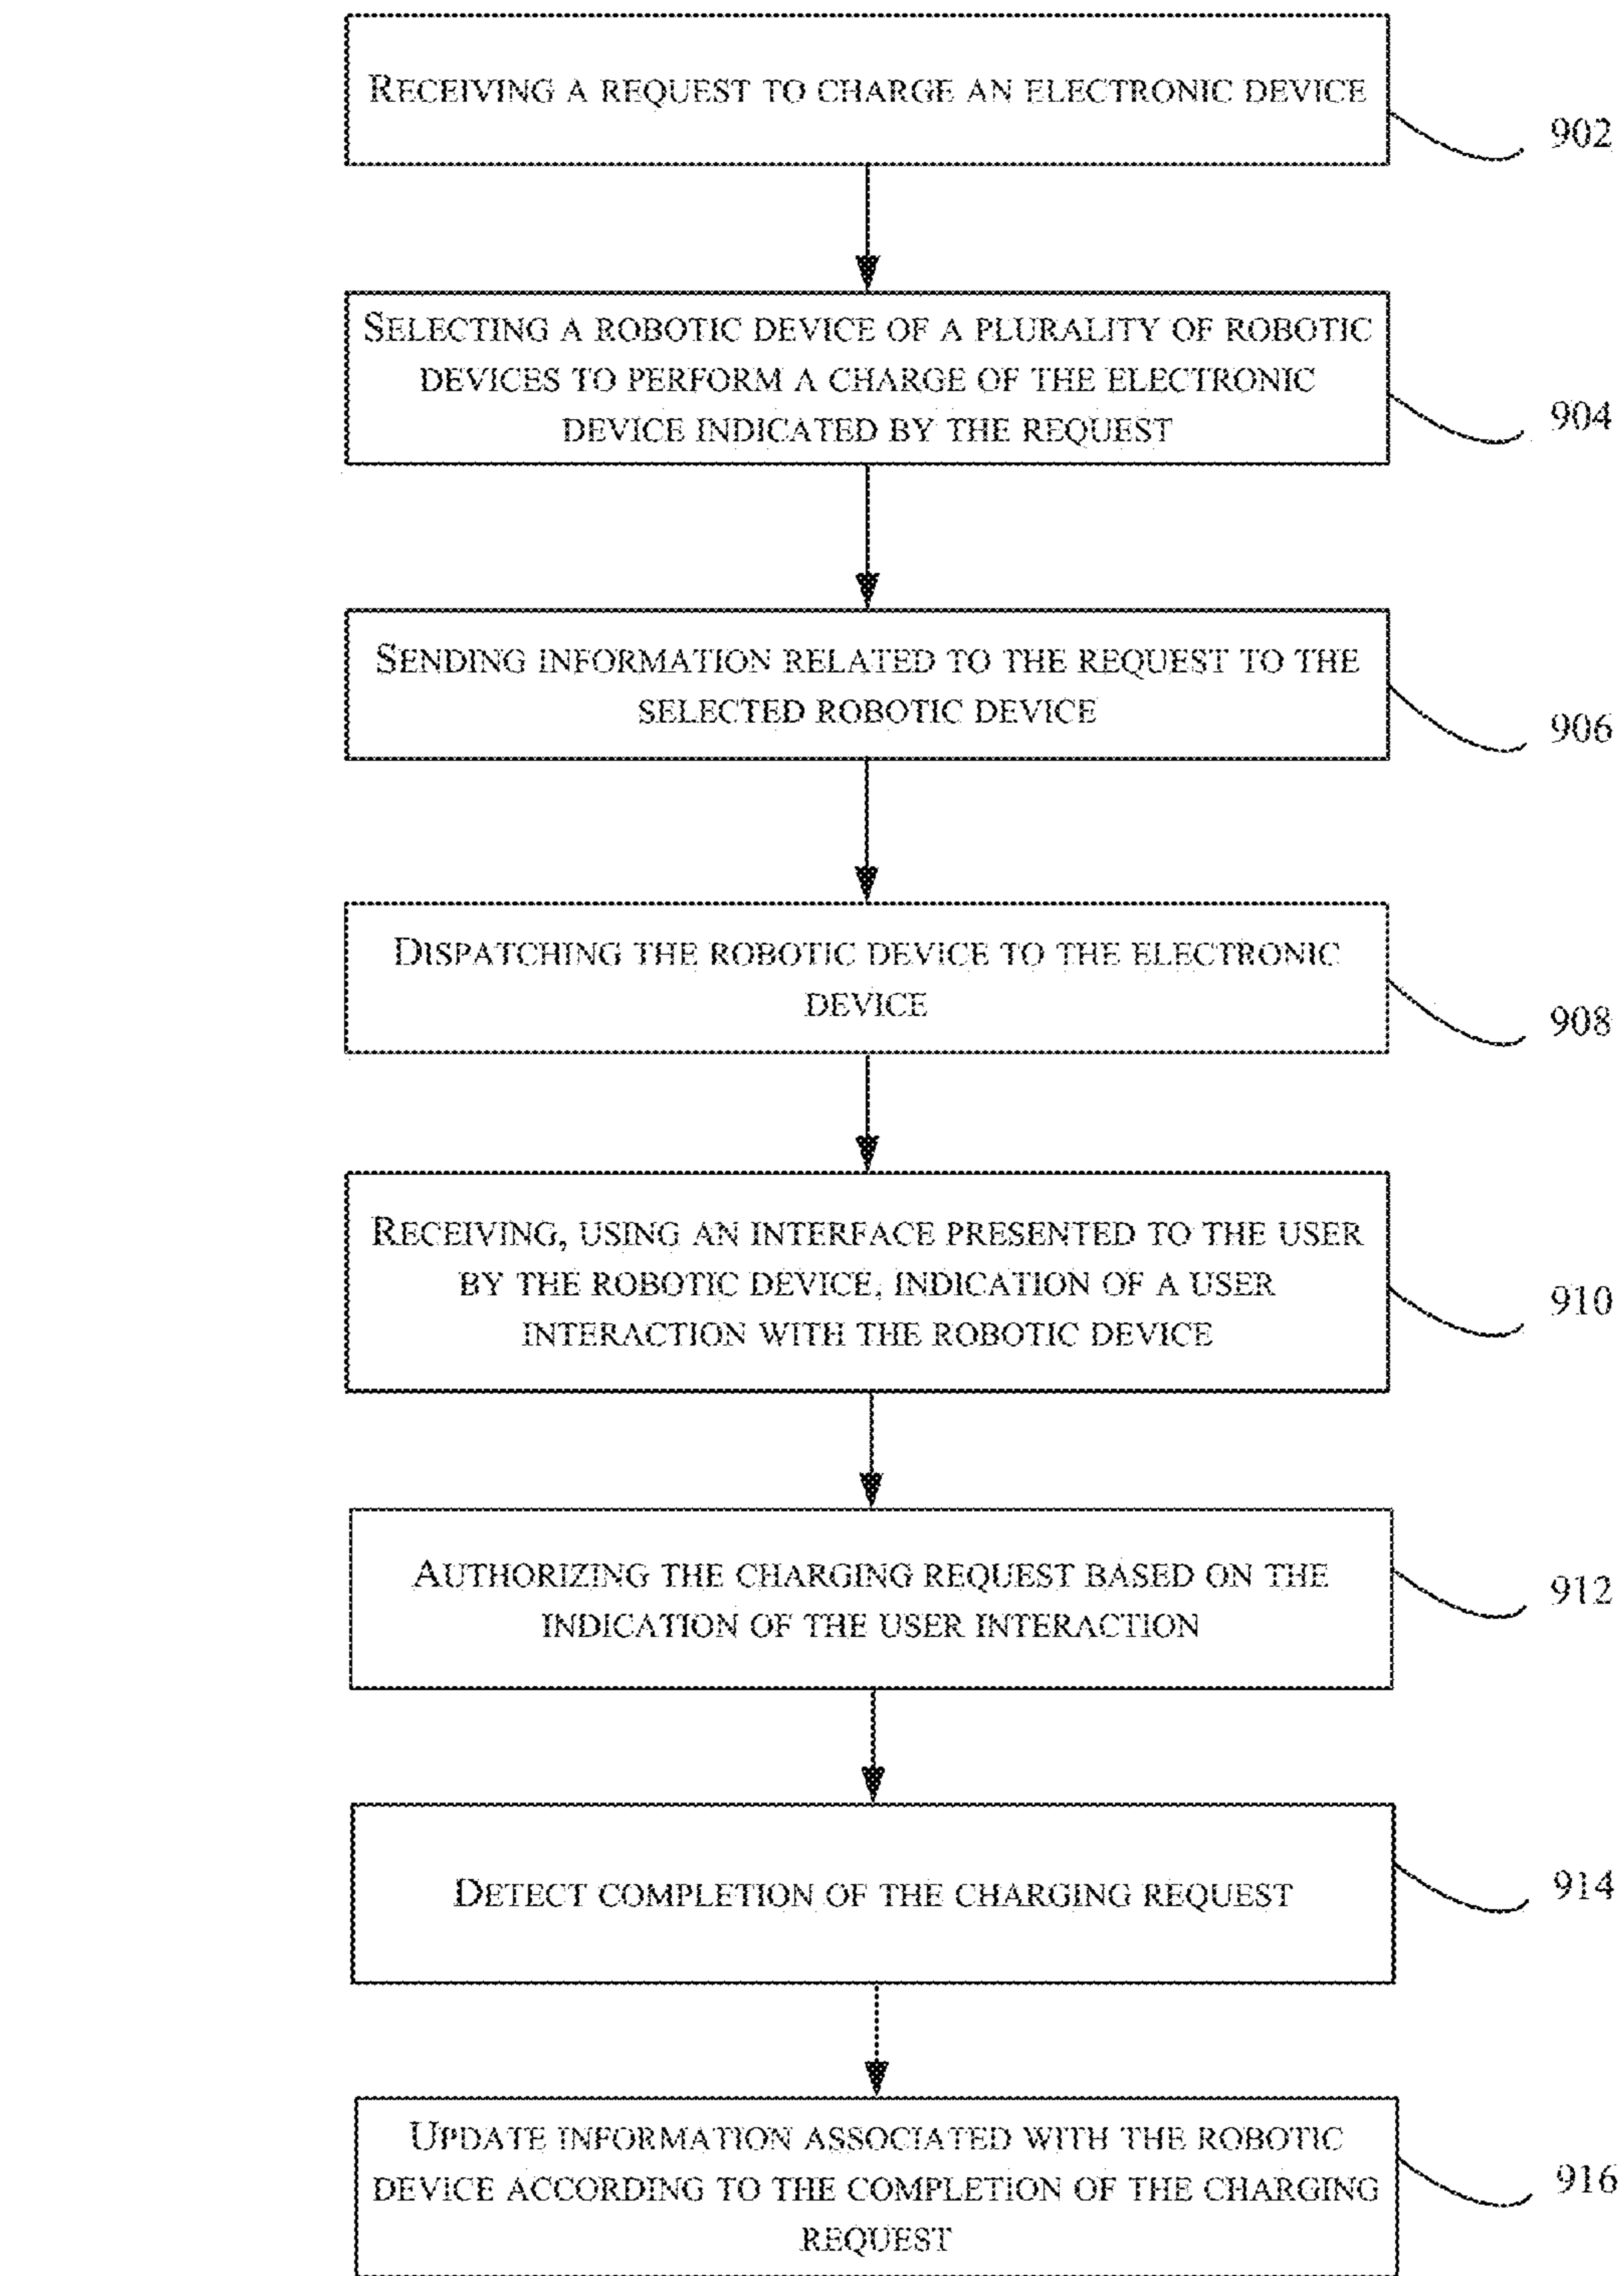 RECEIVING A REQUEST TO CHARGE AN ELECTRONIC DEVICE
902
SELECTING A ROBOTIC DEVICE OF A PLURALITY OF ROBOTIC
DEVICES TO PERFORM A CHARGE OF THE ELECTRONIC
DEVICE INDICATED BY THE REQUEST
904
SENDING INFORMATION RELATED TO THE REQUEST TO THE
SELECTED ROBOTIC DEVICE
906
DISPATCHING THE ROBOTIC DEVICE TO THE ELECTRONIC
DEVICE
908
RECEIVING, USING AN INTERFACE PRESENTED TO THE USER
BY THE ROBOTIC DEVICE, INDICATION OF A USER
INTERACTION WITH THE ROBOTIC DEVICE
910
AUTHORIZING THE CHARGING REQUEST BASED ON THE
INDICATION OF THE USER INTERACTION
912
DETECT COMPLETION OF THE CHARGING REQUEST
914
UPDATE INFORMATION ASSOCIATED WITH THE ROBOTIC
DEVICE ACCORDING TO THE COMPLETION OF THE CHARGING
REQUEST
916